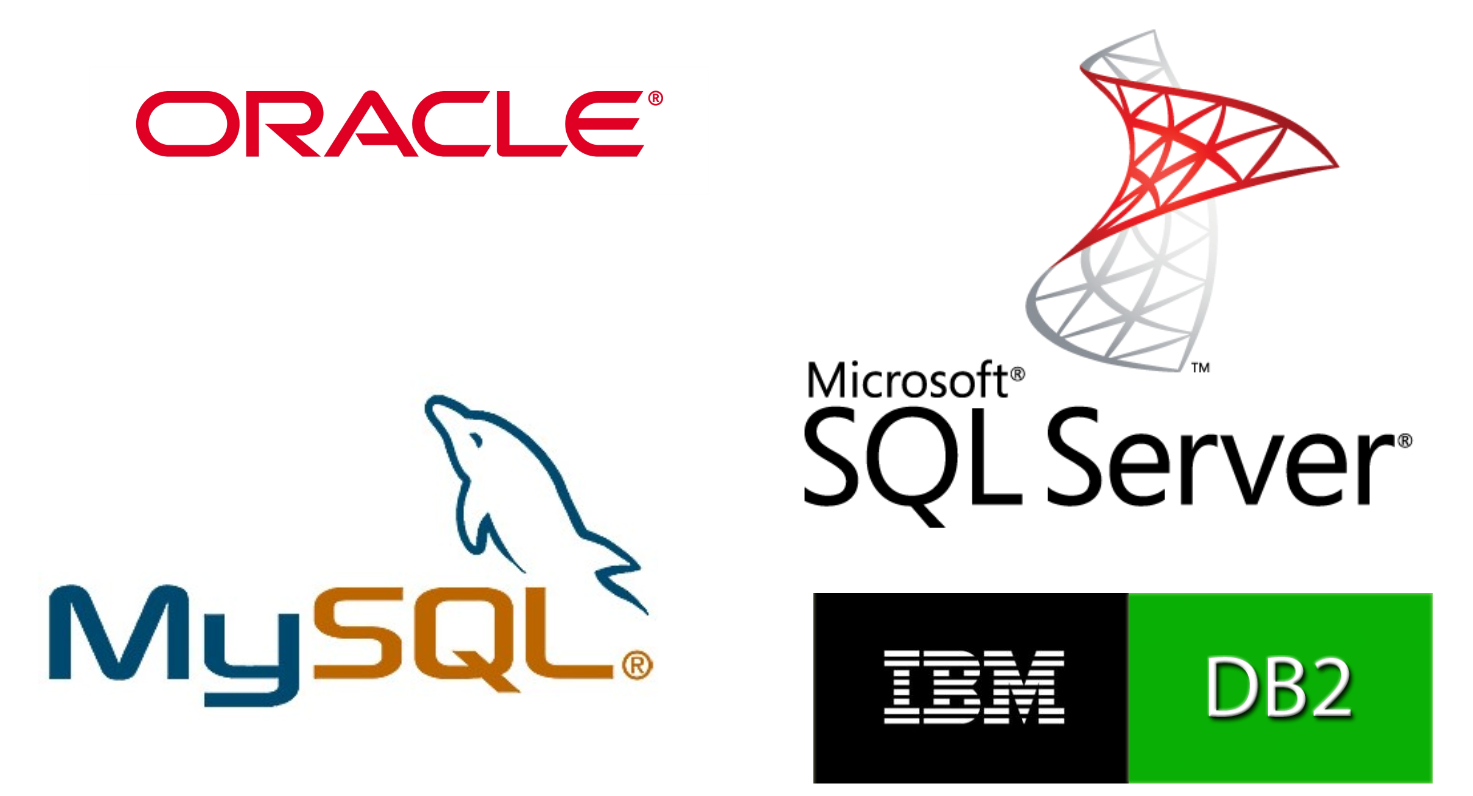 ORACLE®
Microsoft®
SQL Server®
™
MySQL®
IBM
DB2